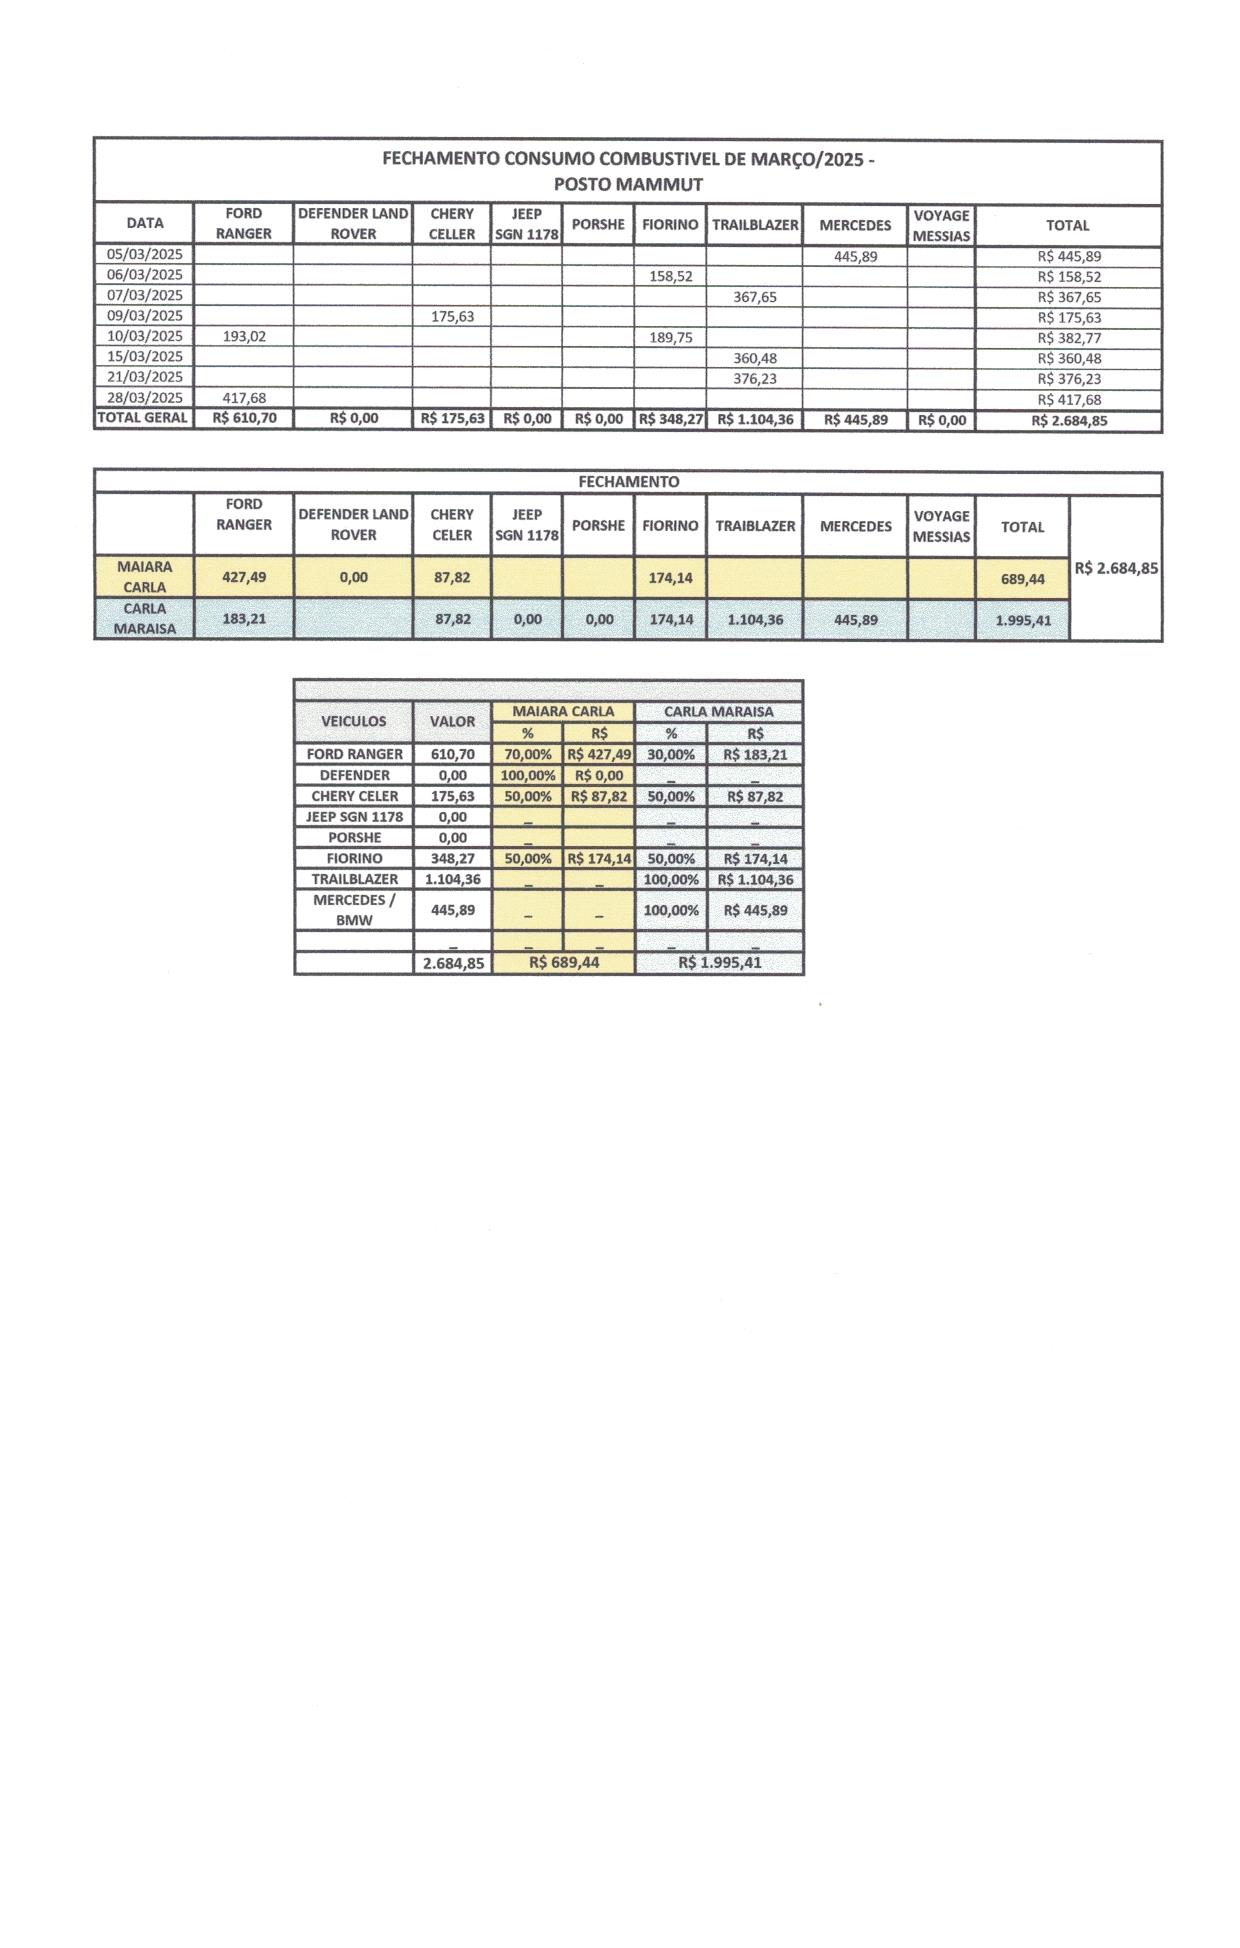 FECHAMENTO CONSUMO COMBUSTIVEL DE MARÇO/2025 -
POSTO MAMMUT
DATA FORD RANGER DEFENDER LAND ROVER CHERY CELLER JEEP SGN 1178 PORSHE FIORINO TRAILBLAZER MERCEDES VOYAGE MESSIAS TOTAL
05/03/2025 445,89 R$ 445,89
06/03/2025 158,52 R$ 158,52
07/03/2025 367,65 R$ 367,65
09/03/2025 175,63 R$ 175,63
10/03/2025 193,02 189,75 R$ 382,77
15/03/2025 360,48 R$ 360,48
21/03/2025 376,23 R$ 376,23
28/03/2025 417,68 R$ 417,68
TOTAL GERAL R$ 610,70 R$ 0,00 R$ 175,63 R$ 0,00 R$ 0,00 R$ 348,27 R$ 1.104,36 R$ 445,89 R$ 0,00 R$ 2.684,85
FECHAMENTO
FORD RANGER DEFENDER LAND ROVER CHERY CELER JEEP SGN 1178 PORSHE FIORINO TRAIBLAZER MERCEDES VOYAGE MESSIAS TOTAL
R$ 2.684,85
MAIARA CARLA 427,49 0,00 87,82 174,14 689,44
CARLA MARAISA 183,21 87,82 0,00 0,00 174,14 1.104,36 445,89 1.995,41
VEICULOS VALOR MAIARA CARLA CARLA MARAISA
% R$ % R$
FORD RANGER 610,70 70,00% R$ 427,49 30,00% R$ 183,21
DEFENDER 0,00 100,00% R$ 0,00 _ _
CHERY CELER 175,63 50,00% R$ 87,82 50,00% R$ 87,82
JEEP SGN 1178 0,00 _ _ _
PORSHE 0,00 _ _ _
FIORINO 348,27 50,00% R$ 174,14 50,00% R$ 174,14
TRAILBLAZER 1.104,36 _ _ 100,00% R$ 1.104,36
MERCEDES / BMW 445,89 _ _ 100,00% R$ 445,89
_ _ _ _ _
2.684,85 R$ 689,44 R$ 1.995,41